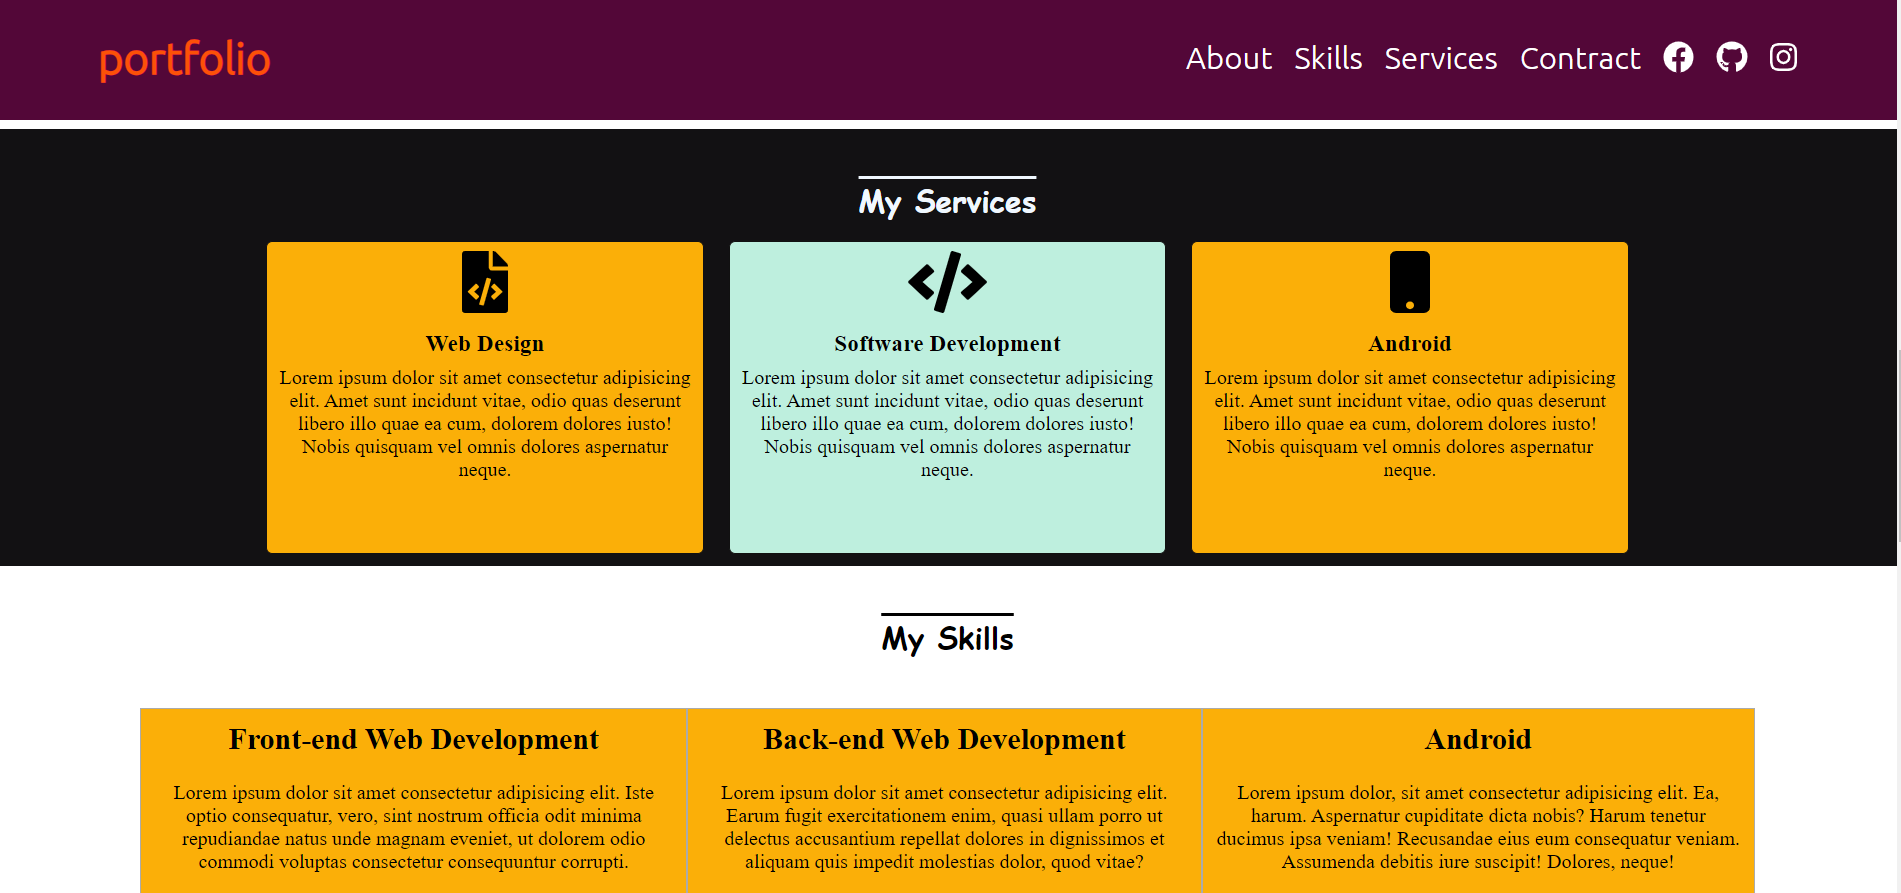 portfolio
About Skills Services Contract
My Services
Web Design
Lorem ipsum dolor sit amet consectetur adipisicing
elit. Amet sunt incidunt vitae, odio quas deserunt
libero illo quae ea cum, dolorem dolores iusto!
Nobis quisquam vel omnis dolores aspernatur
neque.
Software Development
Lorem ipsum dolor sit amet consectetur adipisicing
elit. Amet sunt incidunt vitae, odio quas deserunt
libero illo quae ea cum, dolorem dolores iusto!
Nobis quisquam vel omnis dolores aspernatur
neque.
Android
Lorem ipsum dolor sit amet consectetur adipisicing
elit. Amet sunt incidunt vitae, odio quas deserunt
libero illo quae ea cum, dolorem dolores iusto!
Nobis quisquam vel omnis dolores aspernatur
neque.
My Skills
Front-end Web Development
Lorem ipsum dolor sit amet consectetur adipisicing elit. Iste
optio consequatur, vero, sint nostrum officia odit minima
repudiandae natus unde magnam eveniet, ut dolorem odio
commodi voluptas consectetur consequuntur corrupti.
Back-end Web Development
Lorem ipsum dolor sit amet consectetur adipisicing elit.
Earum fugit exercitationem enim, quasi ullam porro ut
delectus accusantium repellat dolores in dignissimos et
aliquam quis impedit molestias dolor, quod vitae?
Android
Lorem ipsum dolor, sit amet consectetur adipisicing elit. Ea,
harum. Aspernatur cupiditate dicta nobis? Harum tenetur
ducimus ipsa veniam! Recusandae eius eum consequatur veniam.
Assumenda debitis iure suscipit! Dolores, neque!